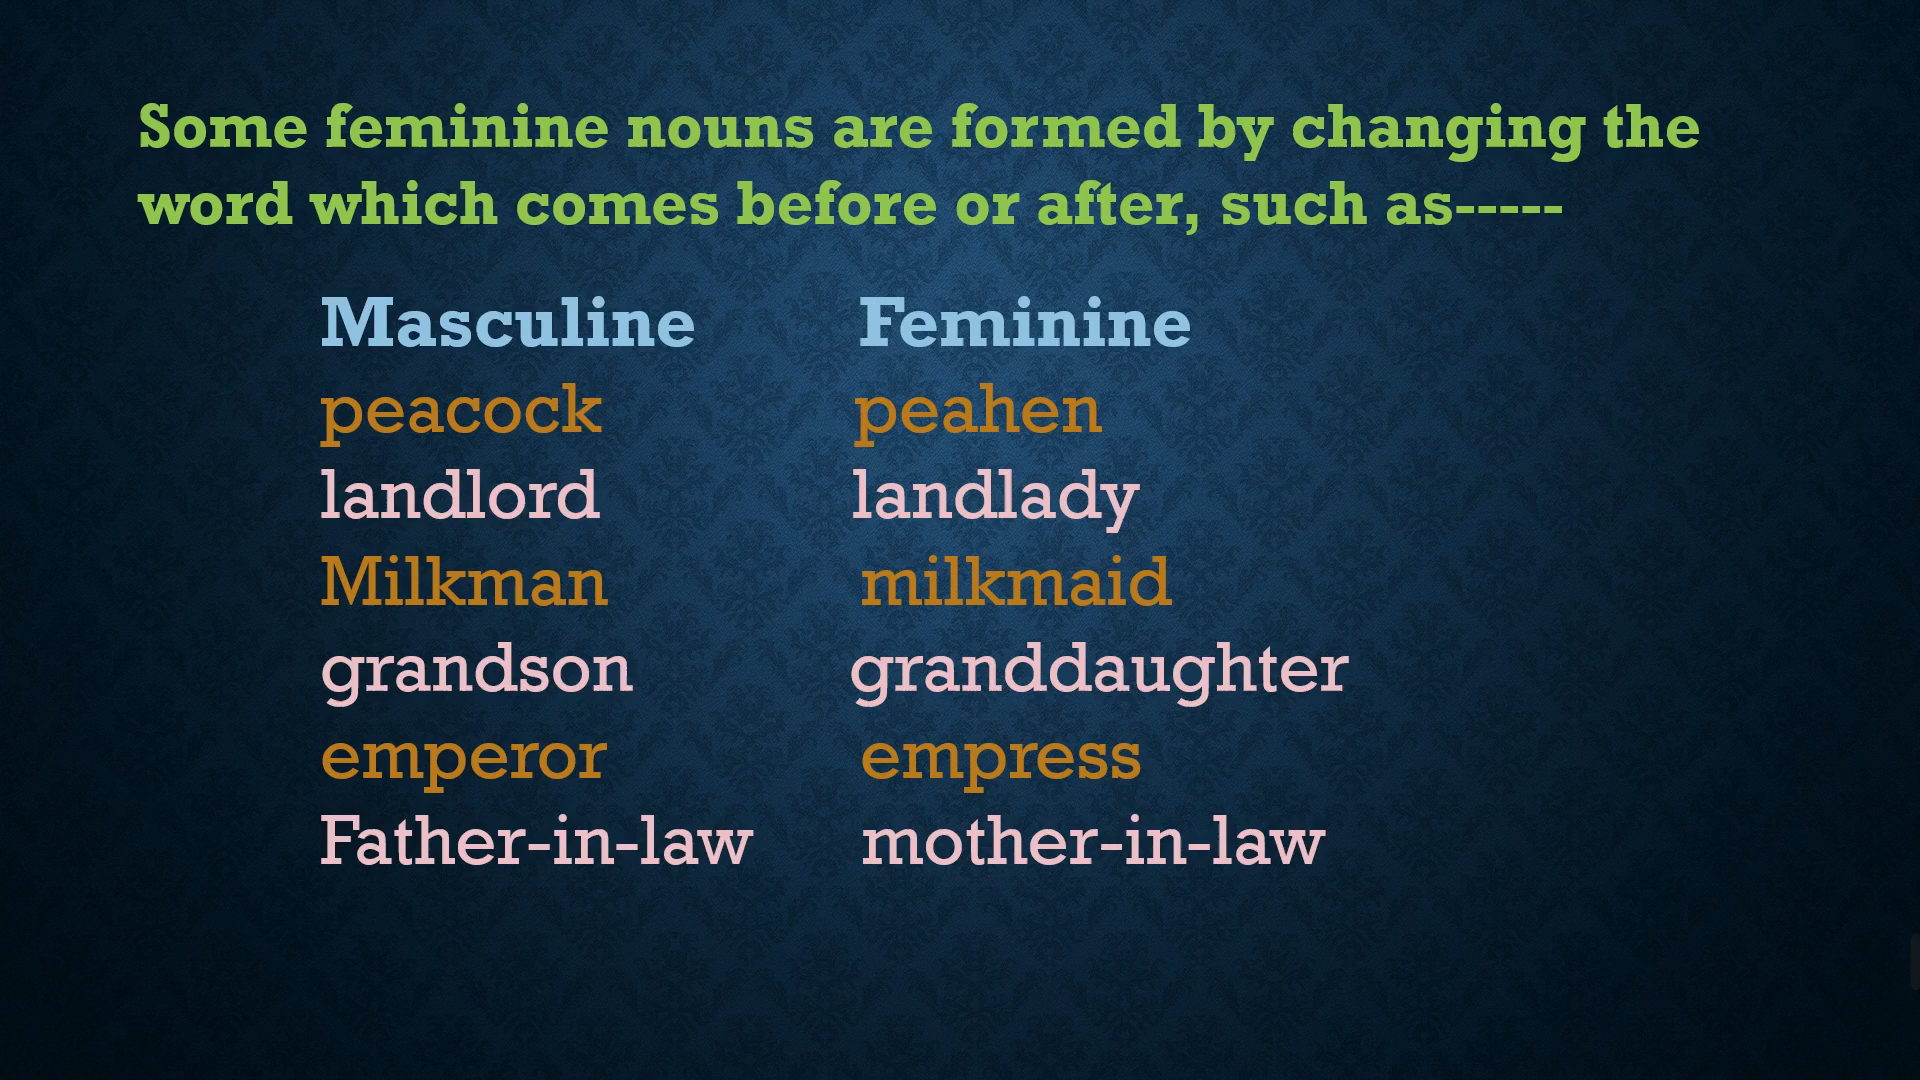 Some feminine nouns are formed by changing the
word which comes before or after, such as-----
Masculine Feminine
peacock peahen
landlord landlady
Milkman milkmaid
grandson granddaughter
emperor empress
Father-in-law mother-in-law